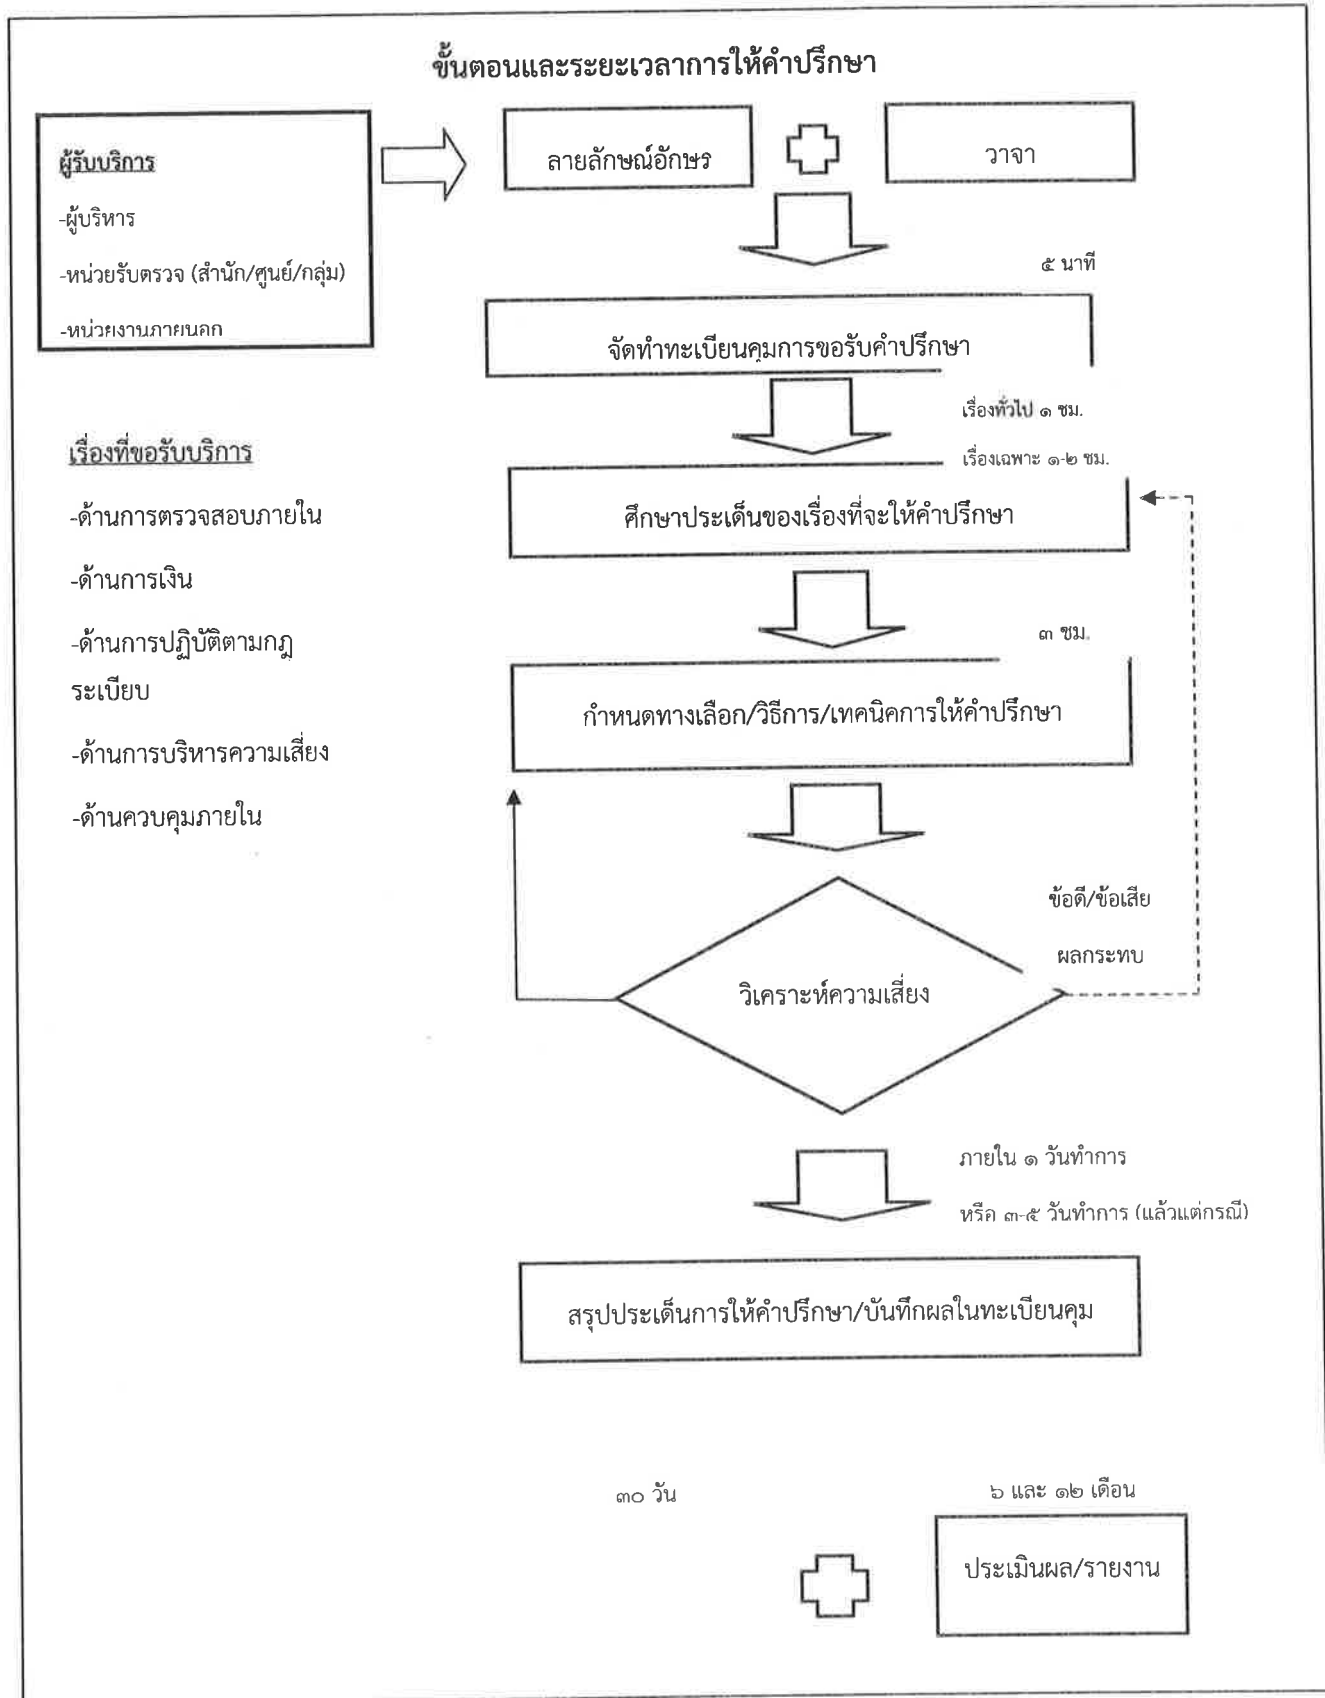 ขั้นตอนและระยะเวลาการให้คำปรึกษา
ผู้รับบริการ
-ผู้บริหาร
-หน่วยรับตรวจ (สำนัก/ศูนย์/กลุ่ม)
-หน่วยงานภายนอก
ลายลักษณ์อักษร
วาจา
๕ นาที
จัดทำทะเบียนคุมการขอรับคำปรึกษา
เรื่องทั่วไป ๑ ชม.
เรื่องเฉพาะ ๑-๒ ชม.
เรื่องที่ขอรับบริการ
-ด้านการตรวจสอบภายใน
-ด้านการเงิน
-ด้านการปฏิบัติตามกฎ
ระเบียบ
-ด้านการบริหารความเสี่ยง
-ด้านควบคุมภายใน
ศึกษาประเด็นของเรื่องที่จะให้คำปรึกษา
๓ ชม.
กำหนดทางเลือก/วิธีการ/เทคนิคการให้คำปรึกษา
ข้อดี/ข้อเสีย
ผลกระทบ
วิเคราะห์ความเสี่ยง
ภายใน ๑ วันทำการ
หรือ ๓-๕ วันทำการ (แล้วแต่กรณี)
สรุปประเด็นการให้คำปรึกษา/บันทึกผลในทะเบียนคุม
๓๐ วัน
๖ และ ๑๒ เดือน
ประเมินผล/รายงาน